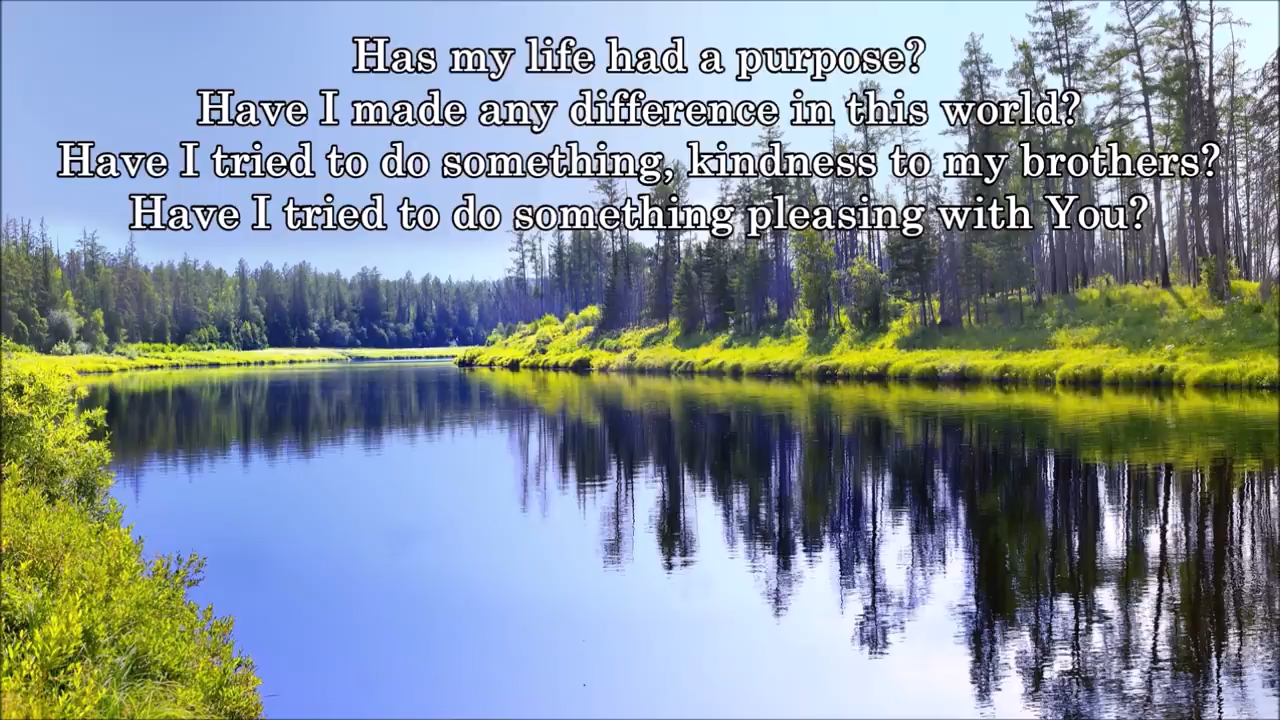 Has my life had a purpose?
Have I made any difference in this world?
Have I tried to do something, kindness to my brothers?
Have I tried to do something pleasing with You?